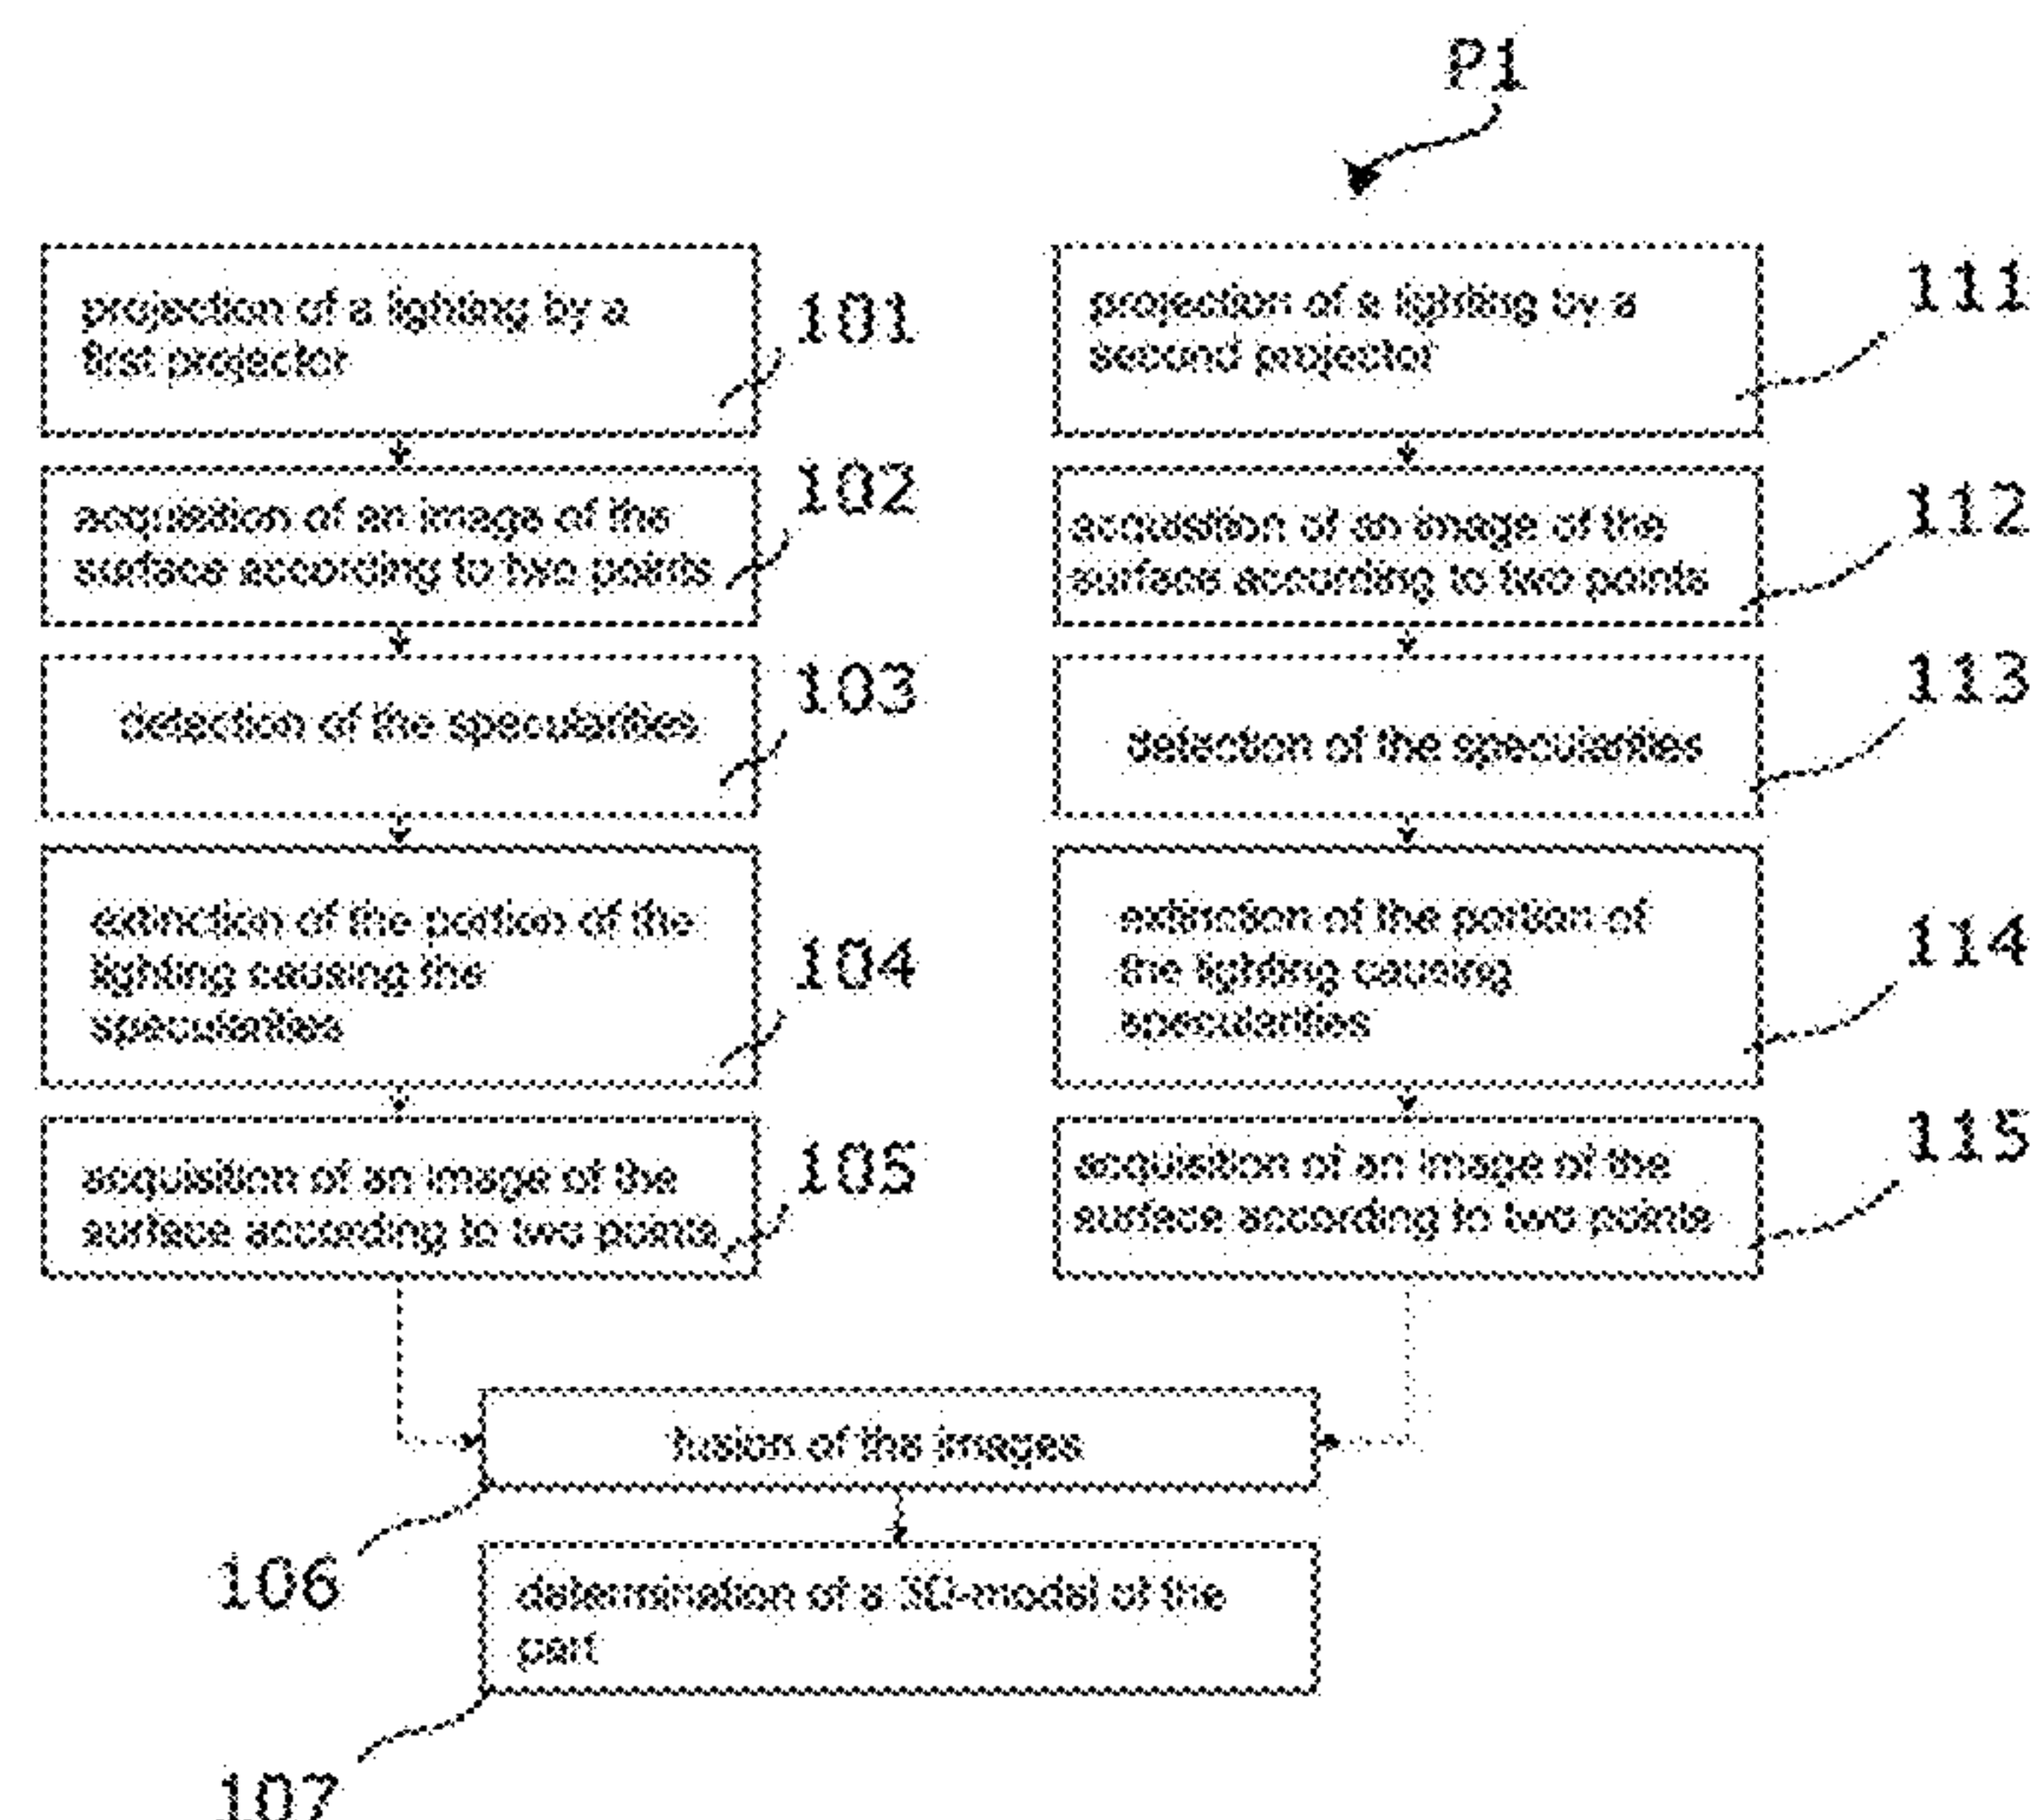 P1
projection of a lighting by a
first projector
101
acquisition of an image of the
surface according to two points
102
detection of the specularities
103
extinction of the portion of the
lighting causing the
specularities
104
acquisition of an image of the
surface according to two points
105
projection of a lighting by a
second projector
111
acquisition of an image of the
surface according to two points
112
detection of the specularities
113
extinction of the portion of
the lighting causing
specularities
114
acquisition of an image of the
surface according to two points
115
fusion of the images
106
determination of a 3D-model of the
part
107